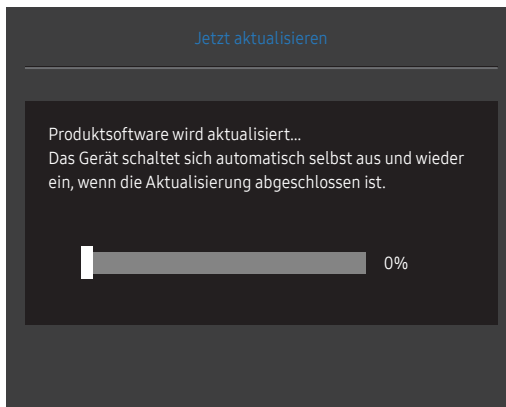 Jetzt aktualisieren
Produktsoftware wird aktualisiert...
Das Gerät schaltet sich automatisch selbst aus und wieder
ein, wenn die Aktualisierung abgeschlossen ist.
0%